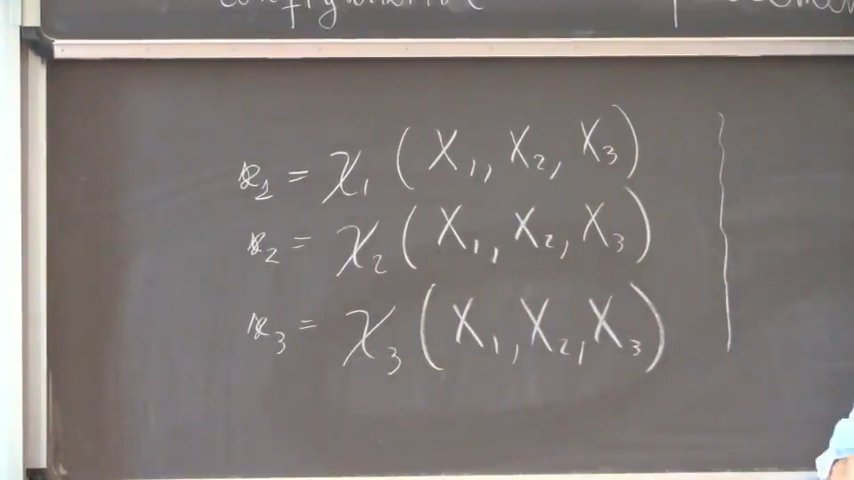 x₁ = χ₁ (X₁, X₂, X₃)
x₂ = χ₂ (X₁, X₂, X₃)
x₃ = χ₃ (X₁, X₂, X₃)